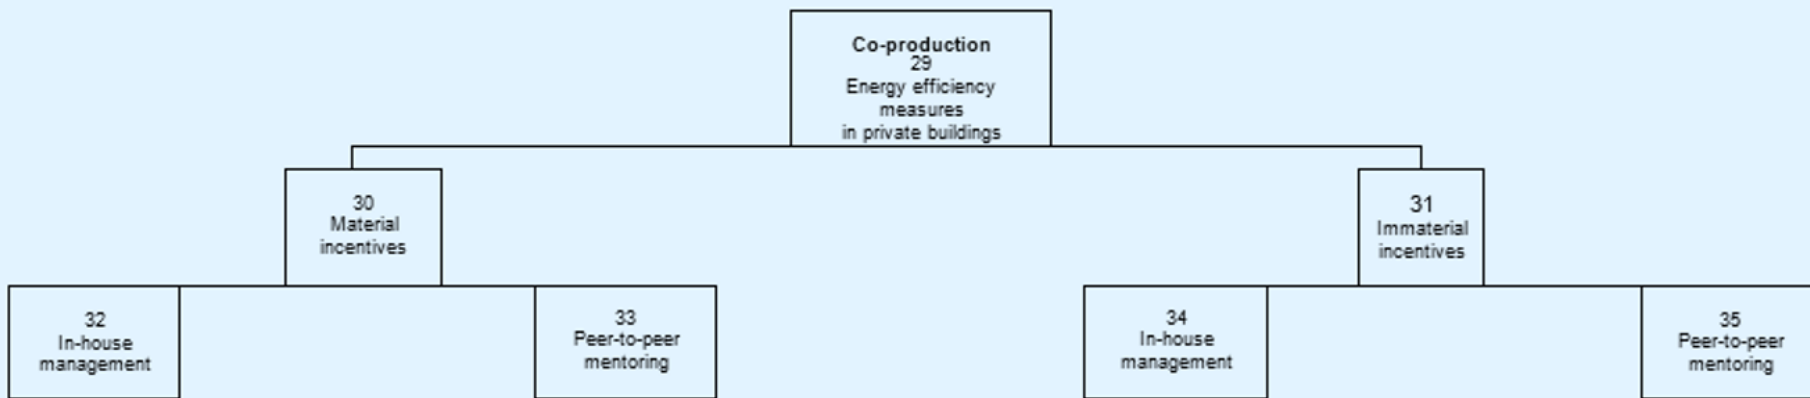 Co-production
29
Energy efficiency
measures
in private buildings
30
Material
incentives
31
Immaterial
incentives
32
In-house
management
33
Peer-to-peer
mentoring
34
In-house
management
35
Peer-to-peer
mentoring